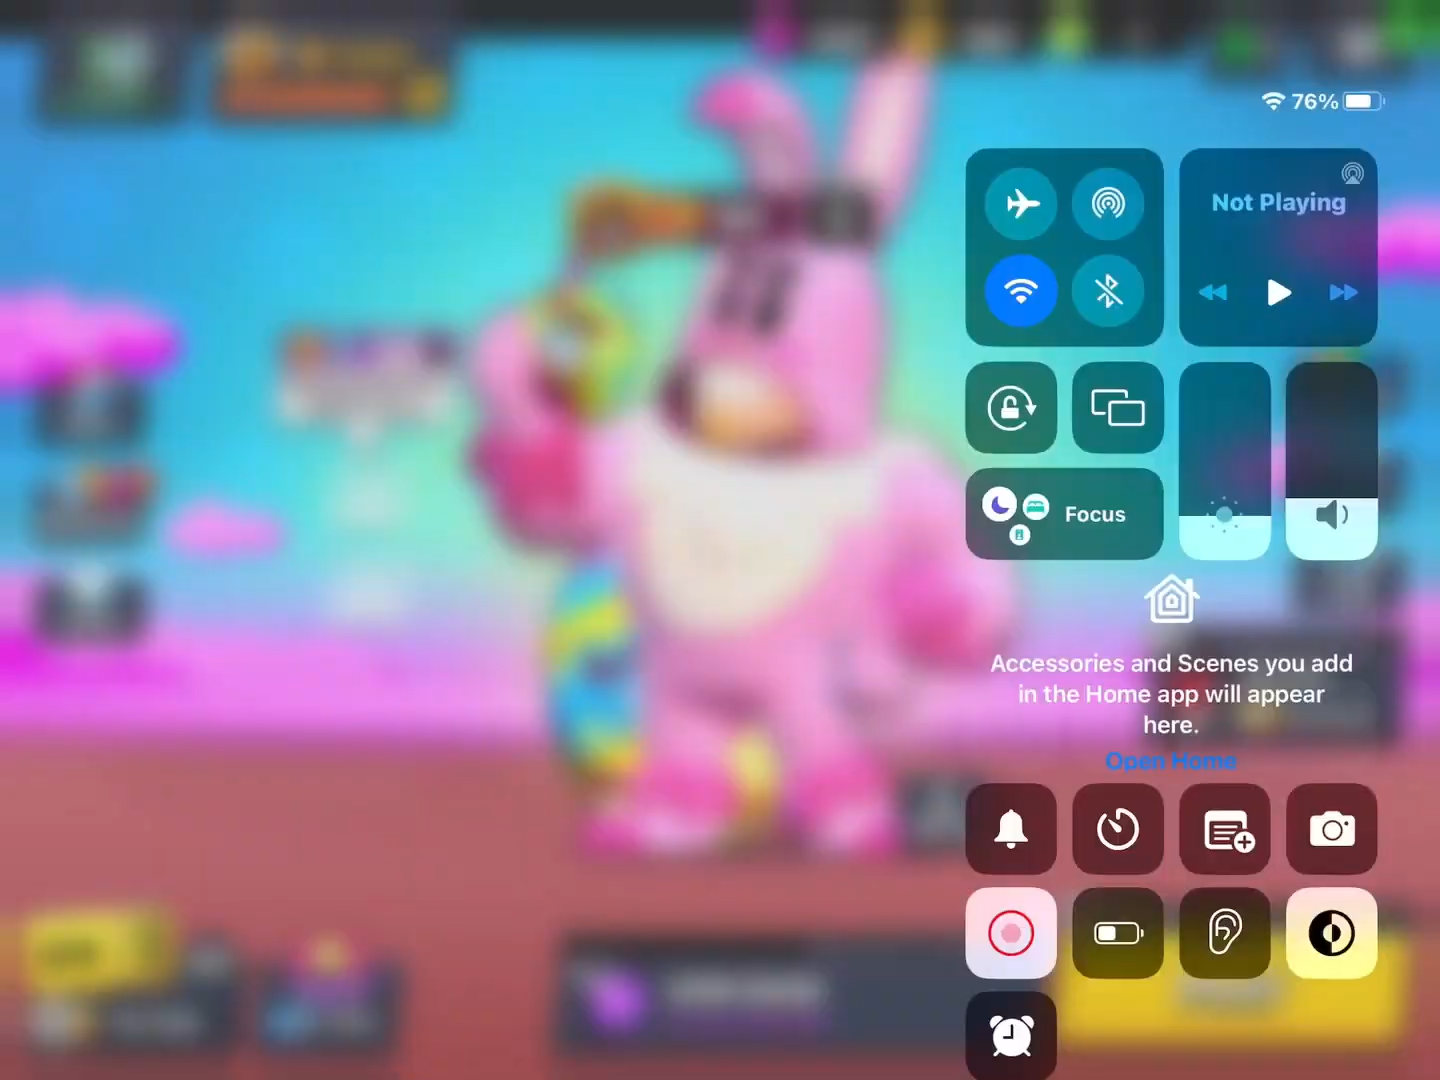 76%
Not Playing
Focus
Accessories and Scenes you add
in the Home app will appear
here.
Open Home